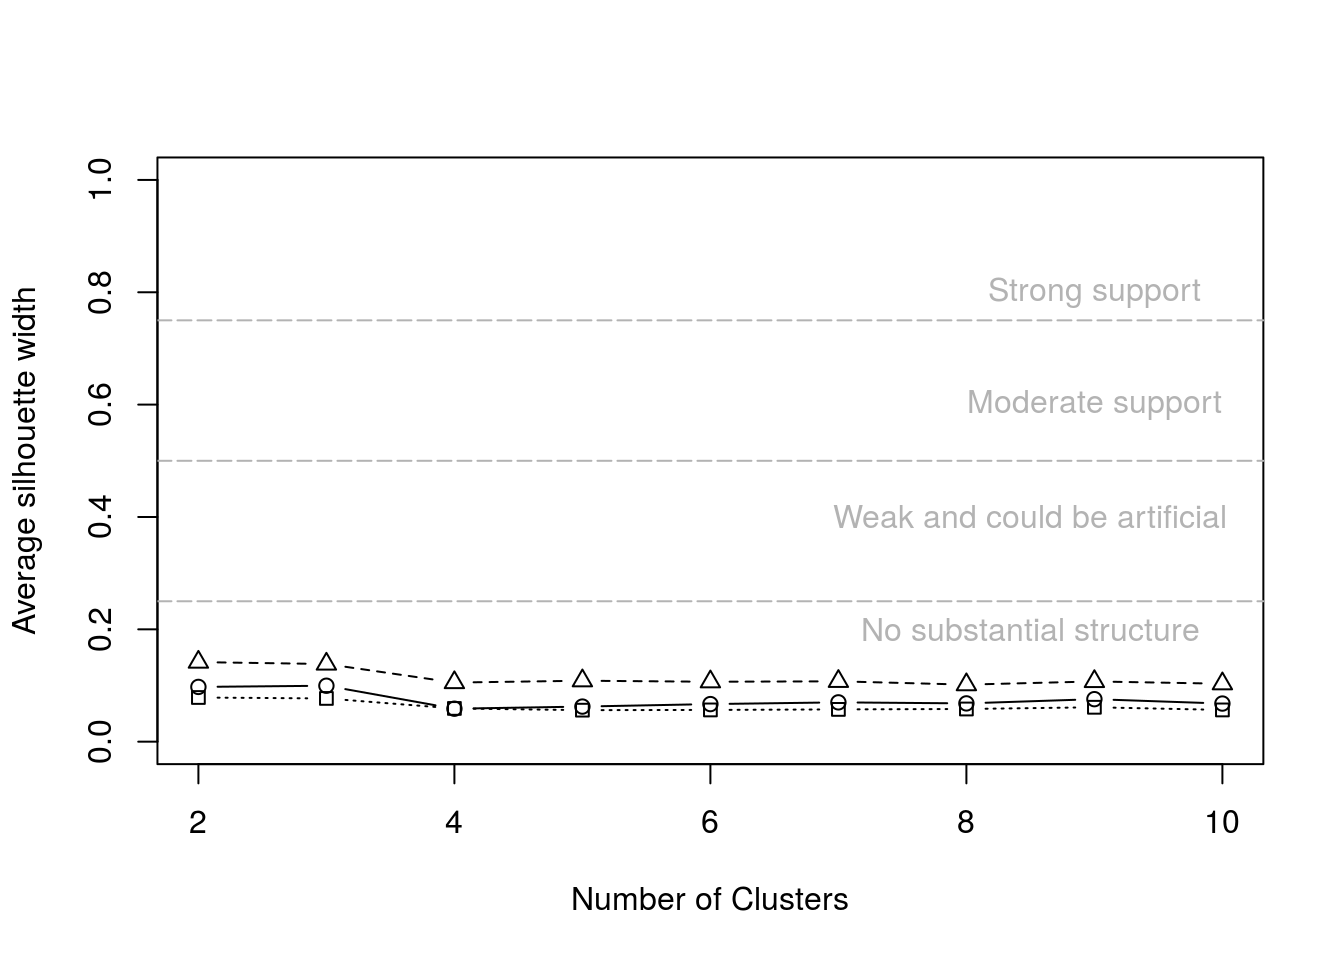 1.0
0.8
0.6
0.4
0.2
0.0
Average silhouette width
Strong support
Moderate support
Weak and could be artificial
No substantial structure
2 4 6 8 10
Number of Clusters